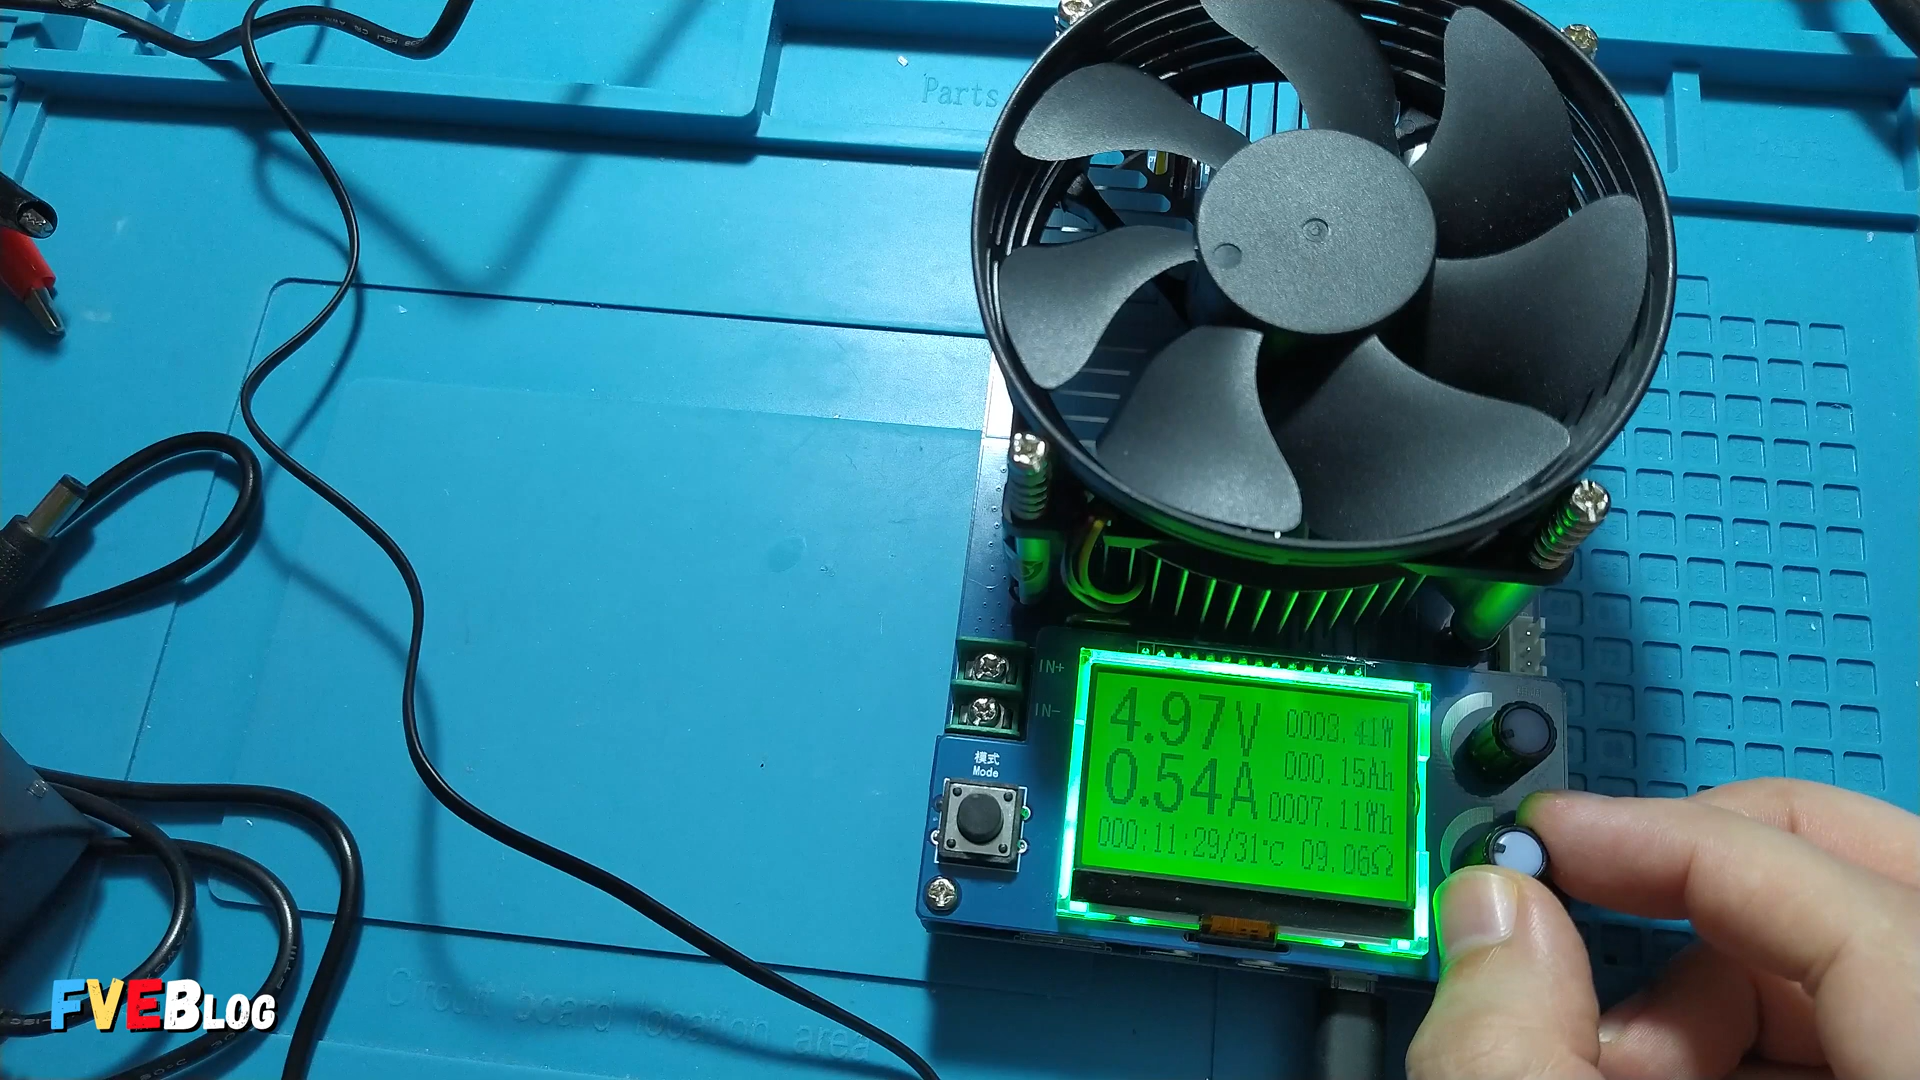 Parts
IN+
IN-
模式
Mode
4.97V
0.54A
0003.41W
000.15Ah
0007.11Wh
000:11:29/31°C 09.06Ω
Circuit board location area
FVEBLOG